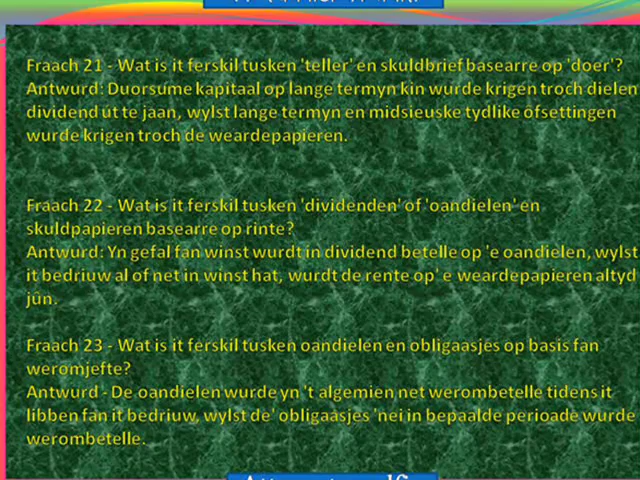 Fraach 21 - Wat is it ferskil tusken 'teller' en skuldbrief basearre op 'doer'?
Antwurd: Duorsume kapitaal op lange termyn kin wurde krigen troch dielen
dividend út te jaan, wylst lange termyn en midsieuske tydlike ôfsettingen
wurde krigen troch de weardepapieren.
Fraach 22 - Wat is it ferskil tusken 'dividenden' of 'oandielen' en
skuldpapieren basearre op rinte?
Antwurd: Yn gefal fan winst wurdt in dividend betelle op 'e oandielen, wylst
it bedriuw al of net in winst hat, wurdt de rente op' e weardepapieren altyd
jûn.
Fraach 23 - Wat is it ferskil tusken oandielen en obligaasjes op basis fan
weromjefte?
Antwurd - De oandielen wurde yn 't algemien net werombetelle tidens it
libben fan it bedriuw, wylst de' obligaasjes 'nei in bepaalde perioade wurde
werombetelle.